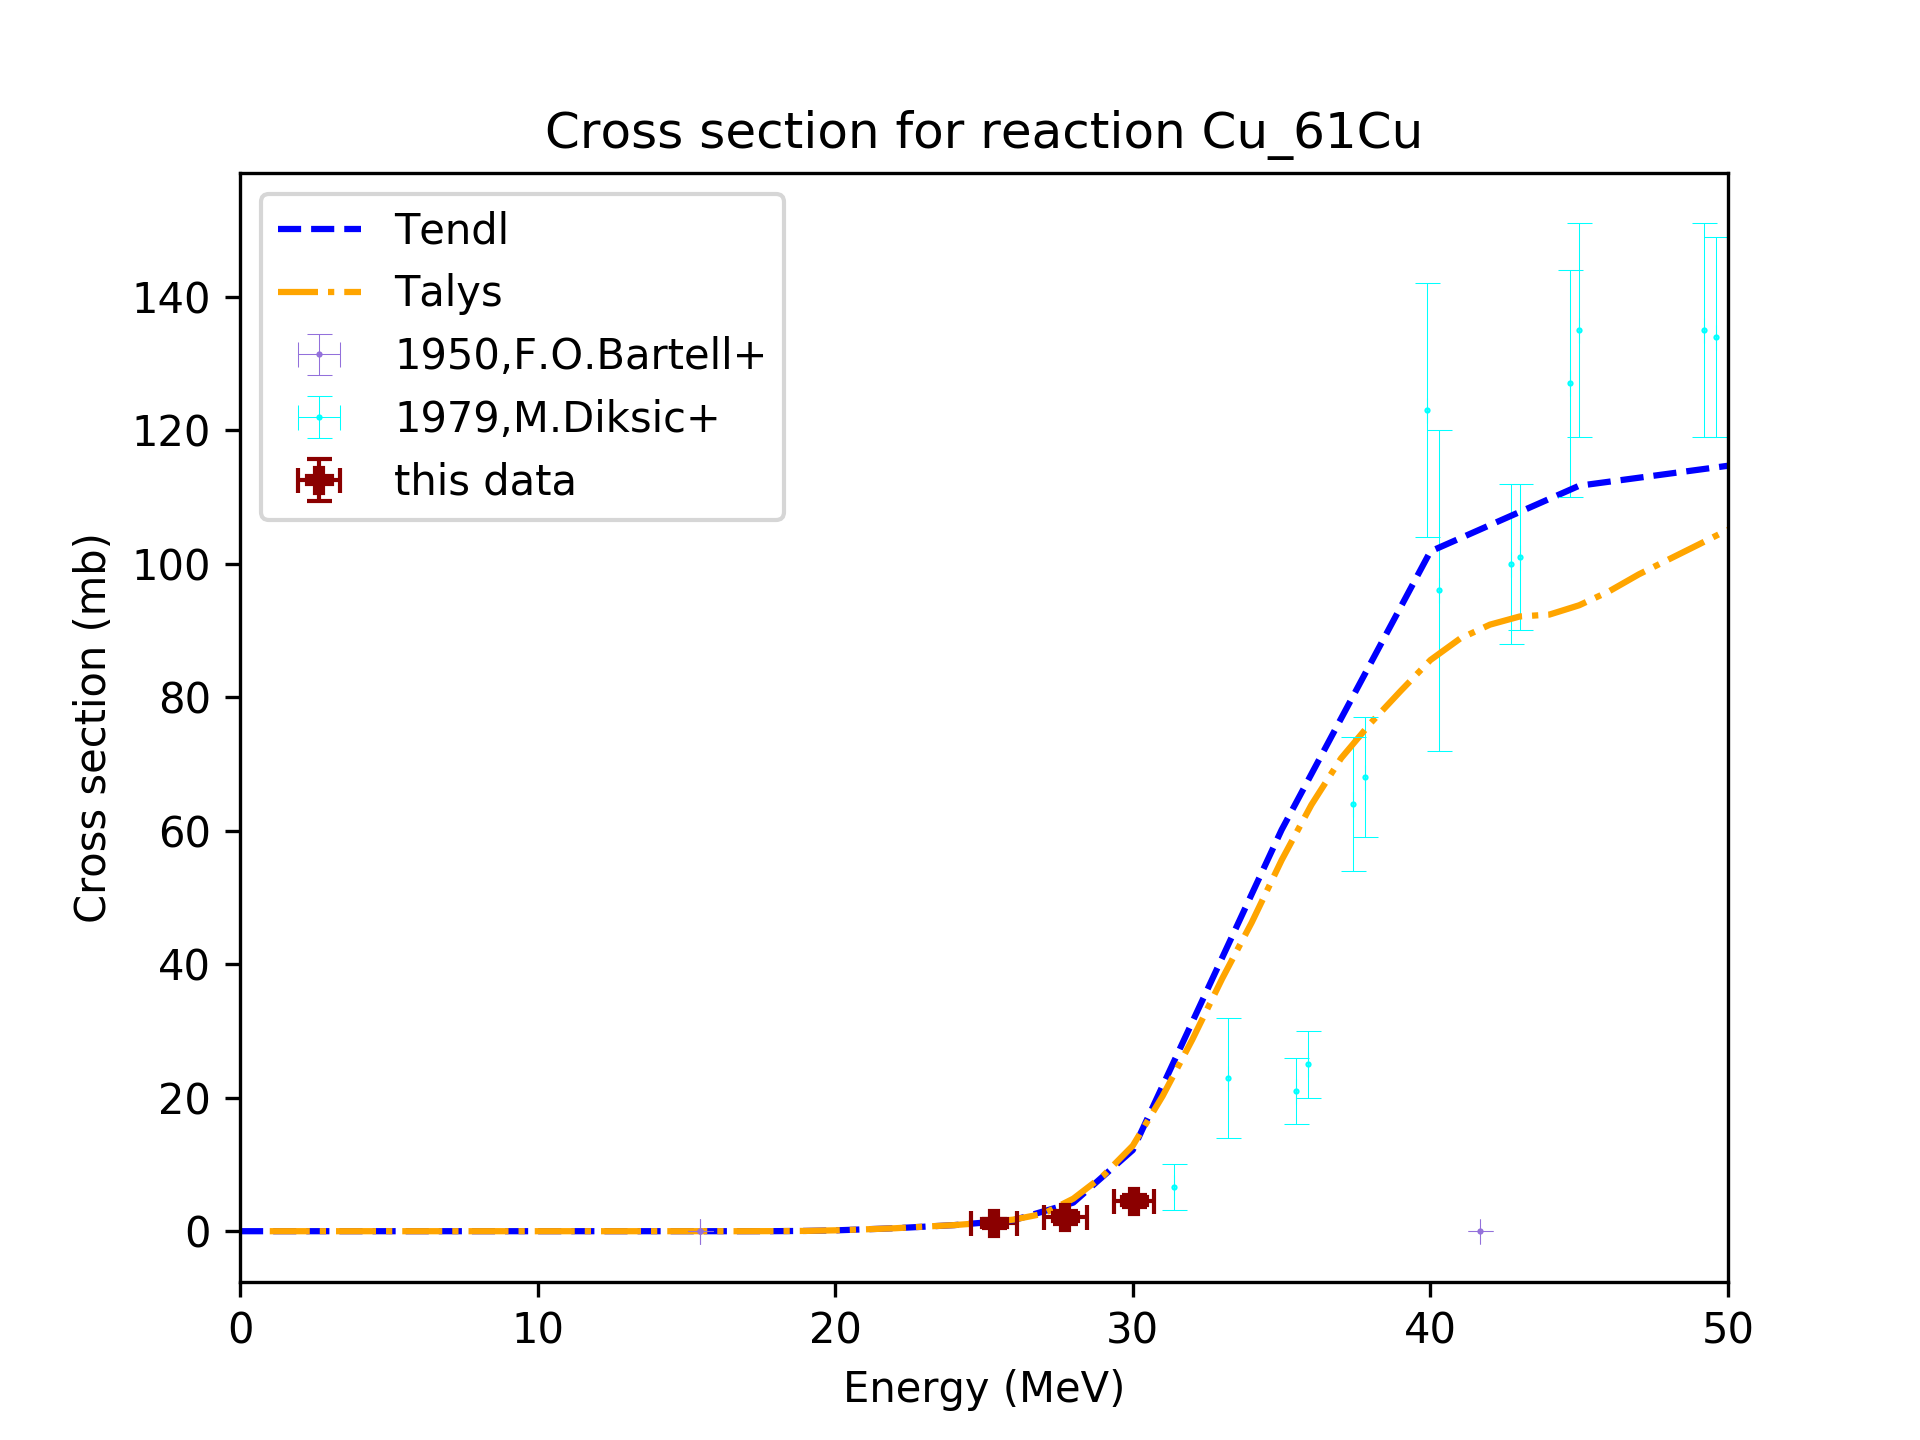 Cross section for reaction Cu_61Cu
Tendl
Talys
1950,F.O.Bartell+
1979,M.Diksic+
this data
Cross section (mb)
140
120
100
80
60
40
20
0
0 10 20 30 40 50
Energy (MeV)